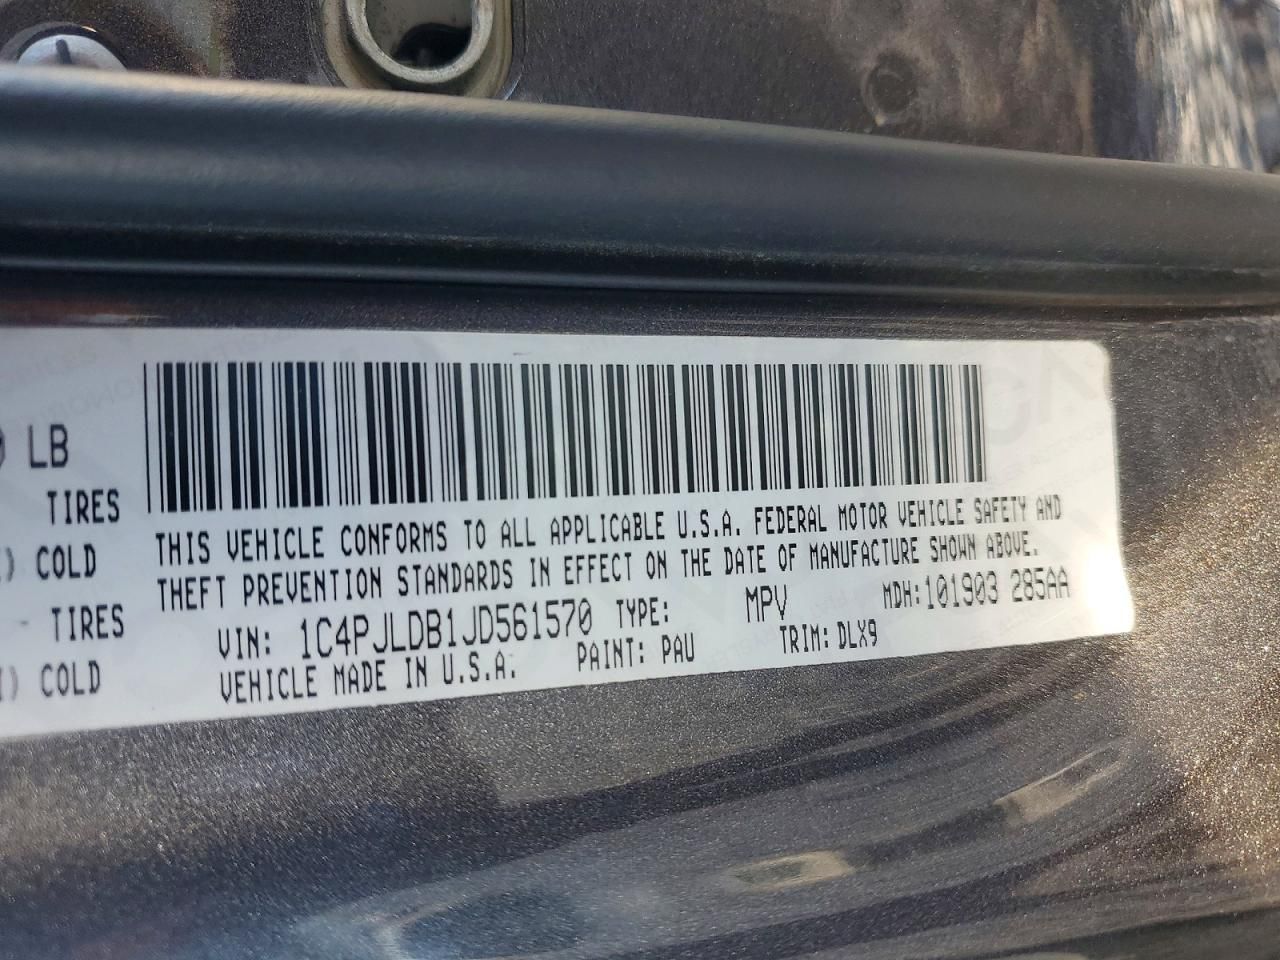 LB
TIRES
COLD
TIRES
COLD
THIS VEHICLE CONFORMS TO ALL APPLICABLE U.S.A. FEDERAL MOTOR VEHICLE SAFETY AND
THEFT PREVENTION STANDARDS IN EFFECT ON THE DATE OF MANUFACTURE SHOWN ABOVE.
VIN: 1C4PJLDB1JD561570 TYPE: MPV MDH:101903 285AA
VEHICLE MADE IN U.S.A. PAINT: PAU TRIM: DLX9